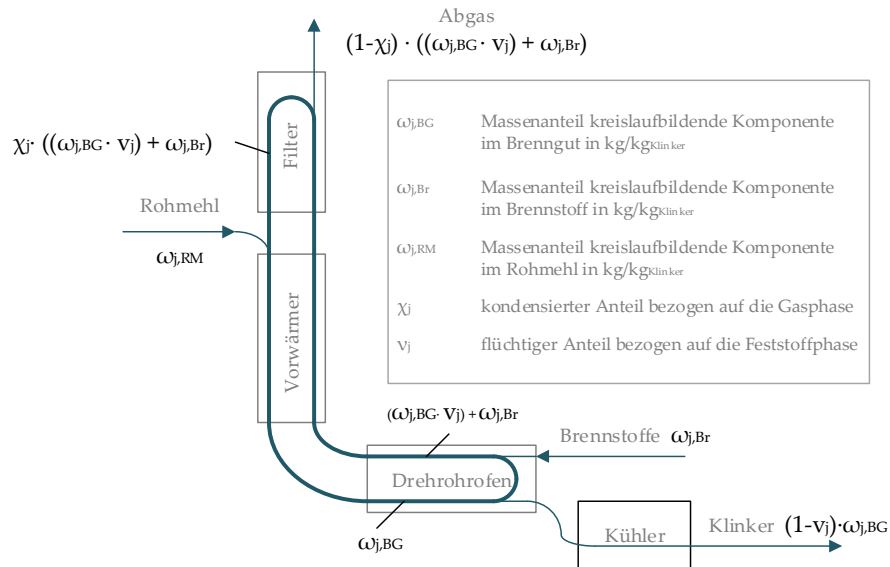 Abgas
(1-χj) · ((ωj,BG · vj) + ωj,Br)
χj· ((ωj,BG · vj) + ωj,Br)
Filter
Rohmehl
ωj,RM
Vorwärmer
ωj,BG Massenanteil kreislaufbildende Komponente
im Brenngut in kg/kgKlinker
ωj,Br Massenanteil kreislaufbildende Komponente
im Brennstoff in kg/kgKlinker
ωj,RM Massenanteil kreislaufbildende Komponente
im Rohmehl in kg/kgKlinker
χj kondensierter Anteil bezogen auf die Gasphase
νj flüchtiger Anteil bezogen auf die Feststoffphase
(ωj,BG· vj) + ωj,Br
Brennstoffe ωj,Br
Drehrohrofen
ωj,BG
Kühler
Klinker (1-vj)·ωj,BG